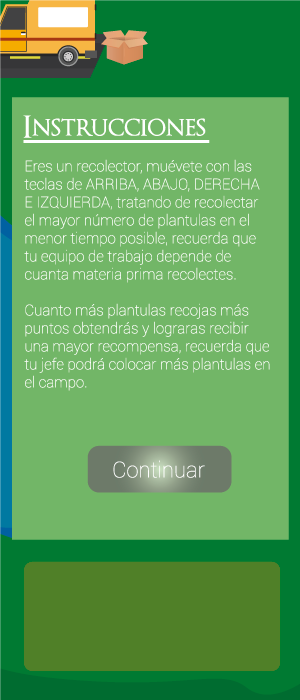 INSTRUCCIONES
Eres un recolector, muévete con las
teclas de ARRIBA, ABAJO, DERECHA
E IZQUIERDA, tratando de recolectar
el mayor número de plantulas en el
menor tiempo posible, recuerda que
tu equipo de trabajo depende de
cuanta materia prima recolectes.
Cuanto más plantulas recojas más
puntos obtendrás y lograras recibir
una mayor recompensa, recuerda que
tu jefe podrá colocar más plantulas en
el campo.
Continuar